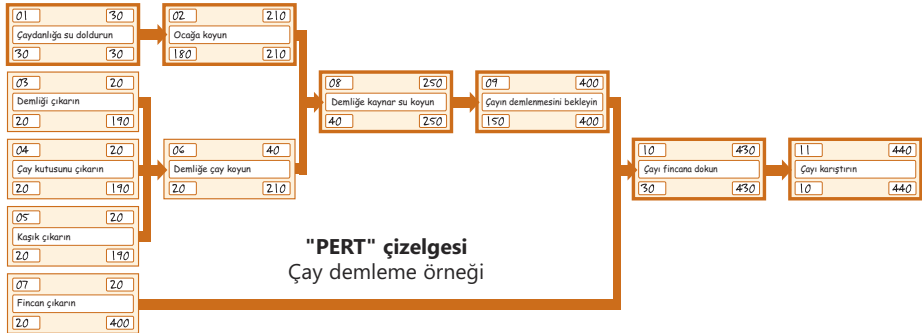 01 30
Çaydanlığa su doldurun
30 30
02 210
Ocağa koyun
180 210
03 20
Demliği çıkarın
20 190
04 20
Çay kutusunu çıkarın
20 190
05 20
Kaşık çıkarın
20 190
06 40
Demliğe çay koyun
20 210
07 20
Fincan çıkarın
20 400
08 250
Demliğe kaynar su koyun
40 250
09 400
Çayın demlenmesini bekleyin
150 400
10 430
Çayı fincana dokun
30 430
11 440
Çayı karıştırın
10 440
"PERT" çizelgesi
Çay demleme örneği